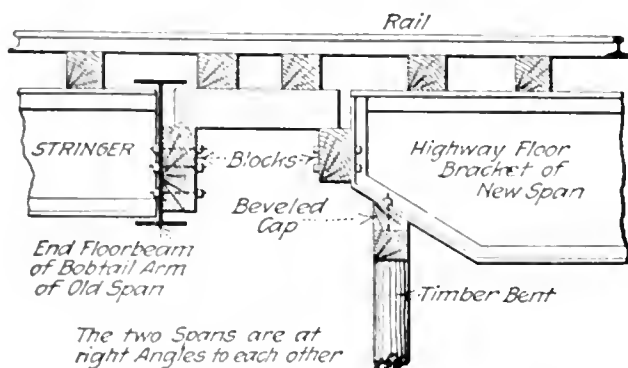 Rail
STRINGER
Blocks
Highway Floor
Bracket of
New Span
Beveled
Cap
End Floorbeam
of Bobtail Arm
of Old Span
Timber Bent
The two Spans are at
right Angles to each other